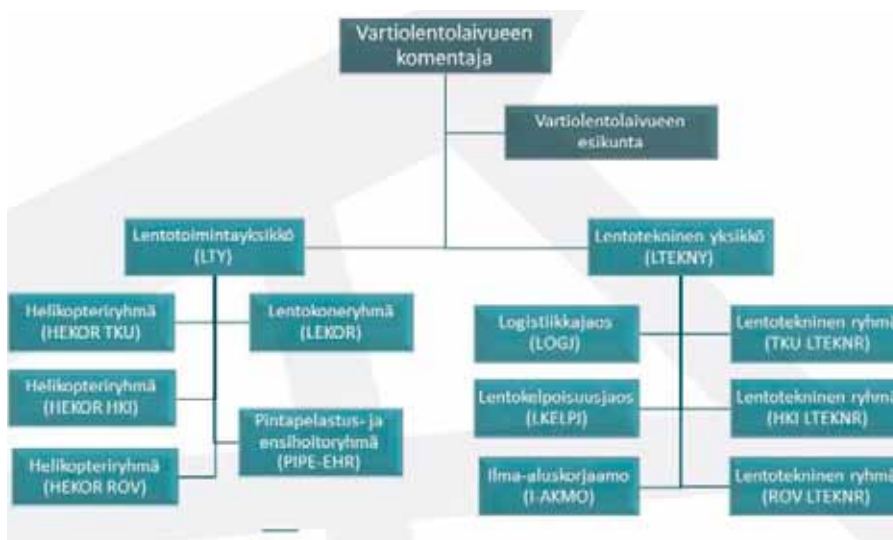 Vartiolentolaivueen
komentaja
Vartiolentolaivueen
esikunta
Lentotoimintayksikkö
(LTY)
Lentotekninen yksikkö
(LTEKNY)
Helikopteriryhmä
(HEKOR TKU)
Lentokoneryhmä
(LEKOR)
Helikopteriryhmä
(HEKOR HKI)
Pintapelastus- ja
ensihoitoryhmä
(PIPE-EHR)
Helikopteriryhmä
(HEKOR ROV)
Logistiikkajaos
(LOGJ)
Lentotekninen ryhmä
(TKU LTEKNR)
Lentokelpoisuusjaos
(LKELPJ)
Lentotekninen ryhmä
(HKI LTEKNR)
Ilma-aluskorjaamo
(I-AKMO)
Lentotekninen ryhmä
(ROV LTEKNR)